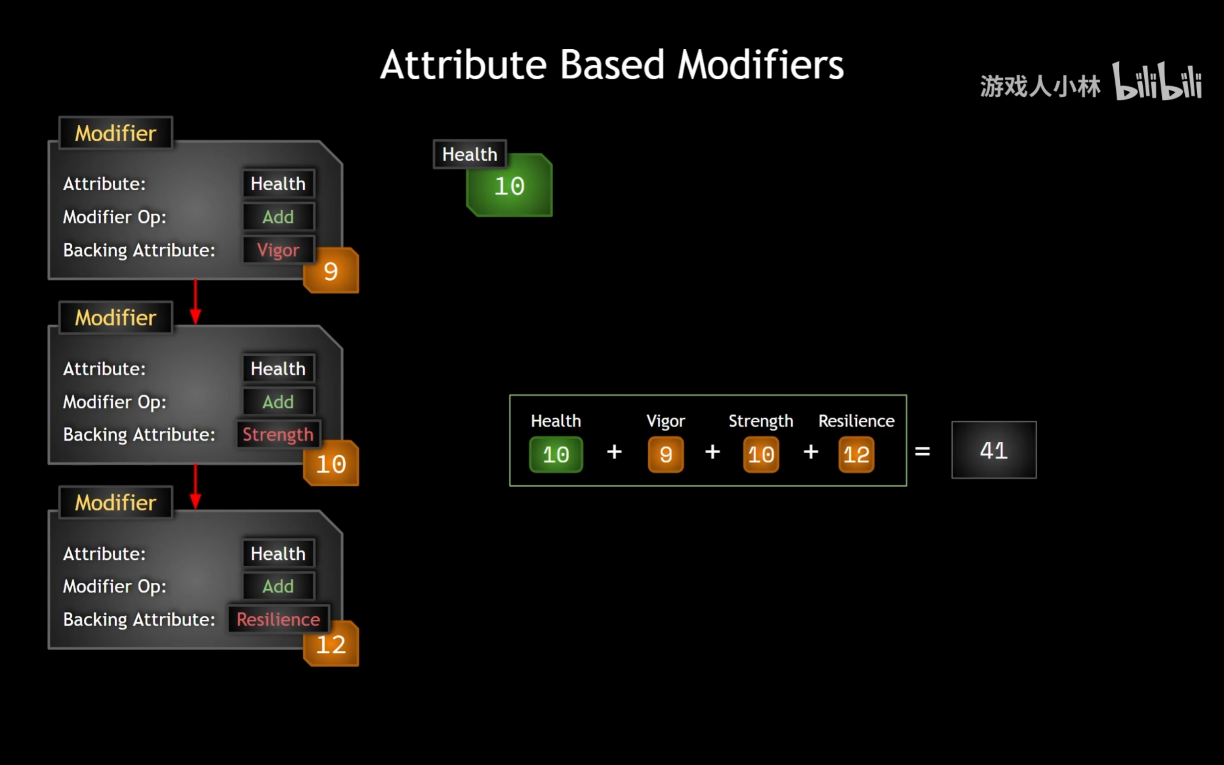 Attribute Based Modifiers
游戏人小林 bilibili
Modifier
Attribute: Health
Modifier Op: Add
Backing Attribute: Vigor
9
Modifier
Attribute: Health
Modifier Op: Add
Backing Attribute: Strength
10
Modifier
Attribute: Health
Modifier Op: Add
Backing Attribute: Resilience
12
Health
10
Health Vigor Strength Resilience
10 + 9 + 10 + 12 = 41